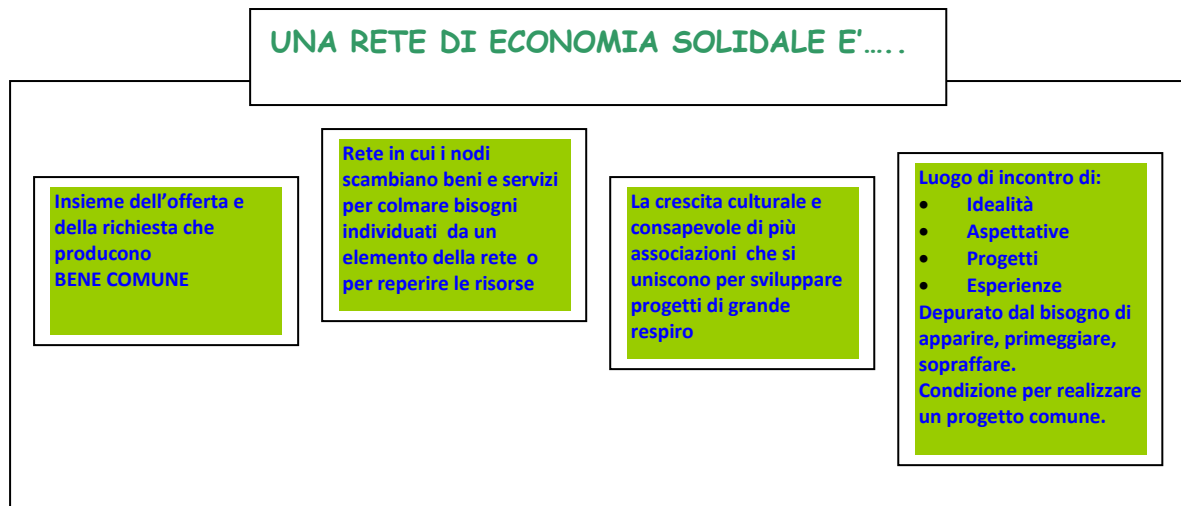 UNA RETE DI ECONOMIA SOLIDALE E’…..
Insieme dell’offerta e
della richiesta che
producono
BENE COMUNE
Rete in cui i nodi
scambiano beni e servizi
per colmare bisogni
individuati da un
elemento della rete o
per reperire le risorse
La crescita culturale e
consapevole di più
associazioni che si
uniscono per sviluppare
progetti di grande
respiro
Luogo di incontro di:
• Idealità
• Aspettative
• Progetti
• Esperienze
Depurato dal bisogno di
apparire, primeggiare,
sopraffare.
Condizione per realizzare
un progetto comune.